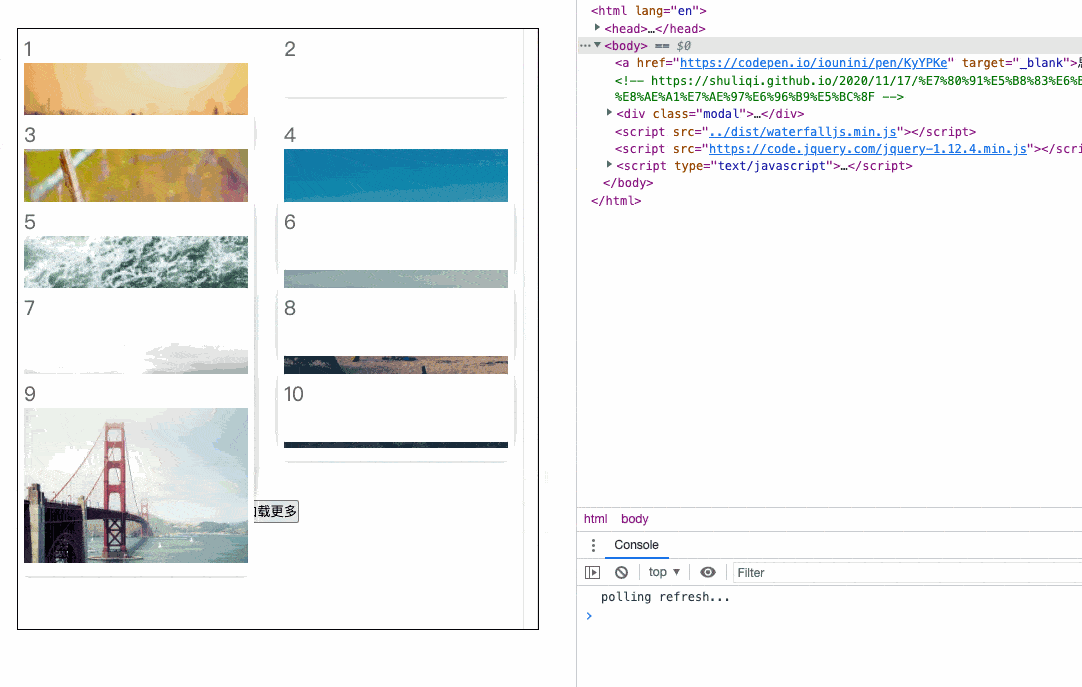 1
2
3
4
5
6
7
8
9
10
加载更多
<html lang="en">
<head>…</head>
<body> == $0
<a href="https://codepen.io/iounini/pen/KyYPKe" target="_blank">
<!-- https://shuliqi.github.io/2020/11/17/%E7%80%91%E5%B8%83%E6%B
%E8%AE%A1%E7%AE%97%E6%96%B9%E5%BC%8F -->
<div class="modal">…</div>
<script src="../dist/waterfalljs.min.js"></script>
<script src="https://code.jquery.com/jquery-1.12.4.min.js"></scri
<script type="text/javascript">…</script>
</body>
</html>
html body
Console
top Filter
polling refresh...